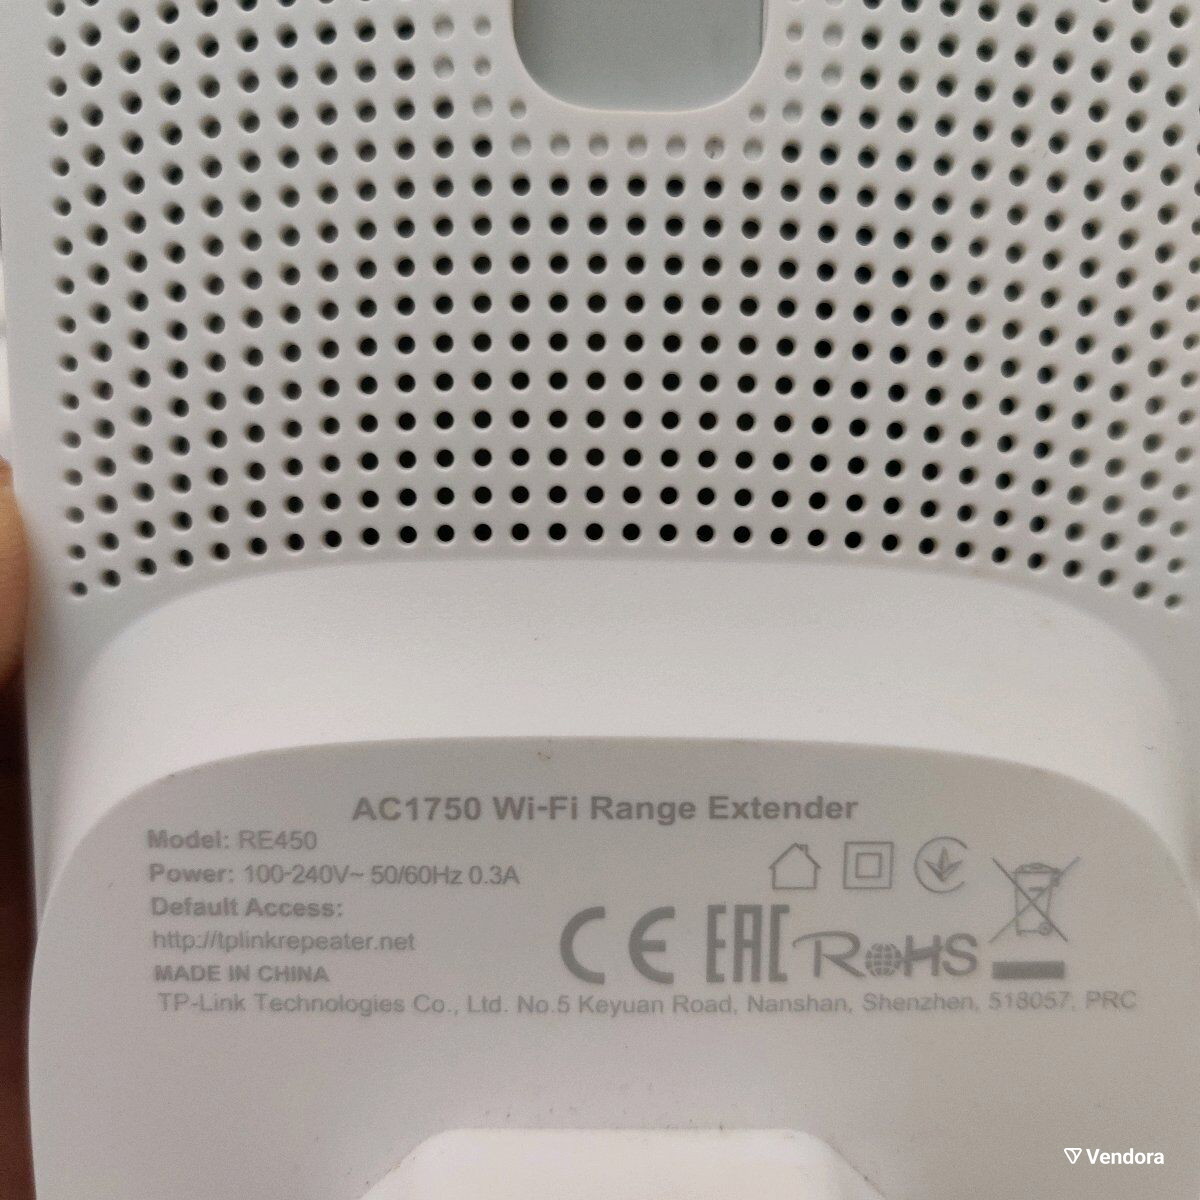 AC1750 Wi-Fi Range Extender
Model: RE450
Power: 100-240V~ 50/60Hz 0.3A
Default Access:
http://tplinkrepeater.net
MADE IN CHINA
CE EAC RoHS
TP-Link Technologies Co., Ltd. No.5 Keyuan Road, Nanshan, Shenzhen, 518057, PRC
Vendora